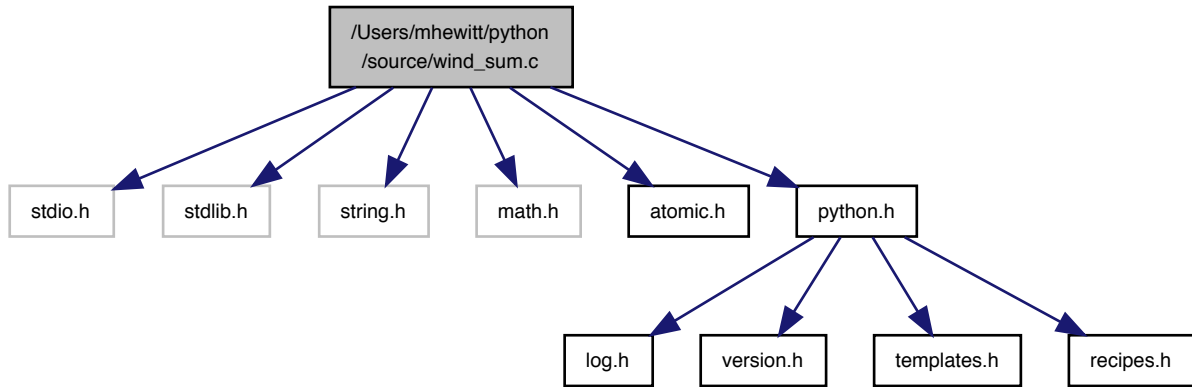 /Users/mhewitt/python
/source/wind_sum.c
stdio.h
stdlib.h
string.h
math.h
atomic.h
python.h
log.h
version.h
templates.h
recipes.h